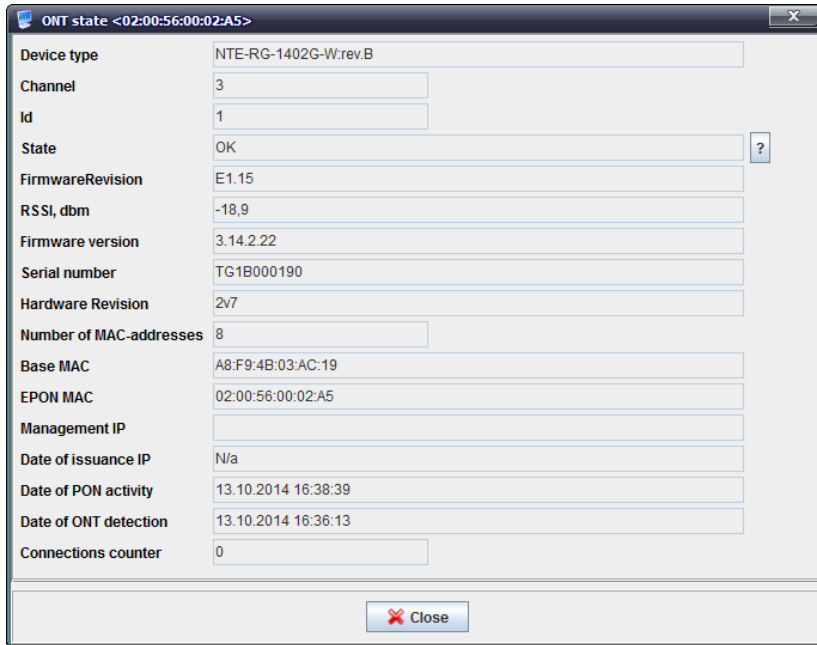 ONT state <02:00:56:00:02:A5>
Device type NTE-RG-1402G-W:rev.B
Channel 3
Id 1
State OK ?
FirmwareRevision E1.15
RSSI, dbm -18,9
Firmware version 3.14.2.22
Serial number TG1B000190
Hardware Revision 2v7
Number of MAC-addresses 8
Base MAC A8:F9:4B:03:AC:19
EPON MAC 02:00:56:00:02:A5
Management IP
Date of issuance IP N/a
Date of PON activity 13.10.2014 16:38:39
Date of ONT detection 13.10.2014 16:36:13
Connections counter 0
Close